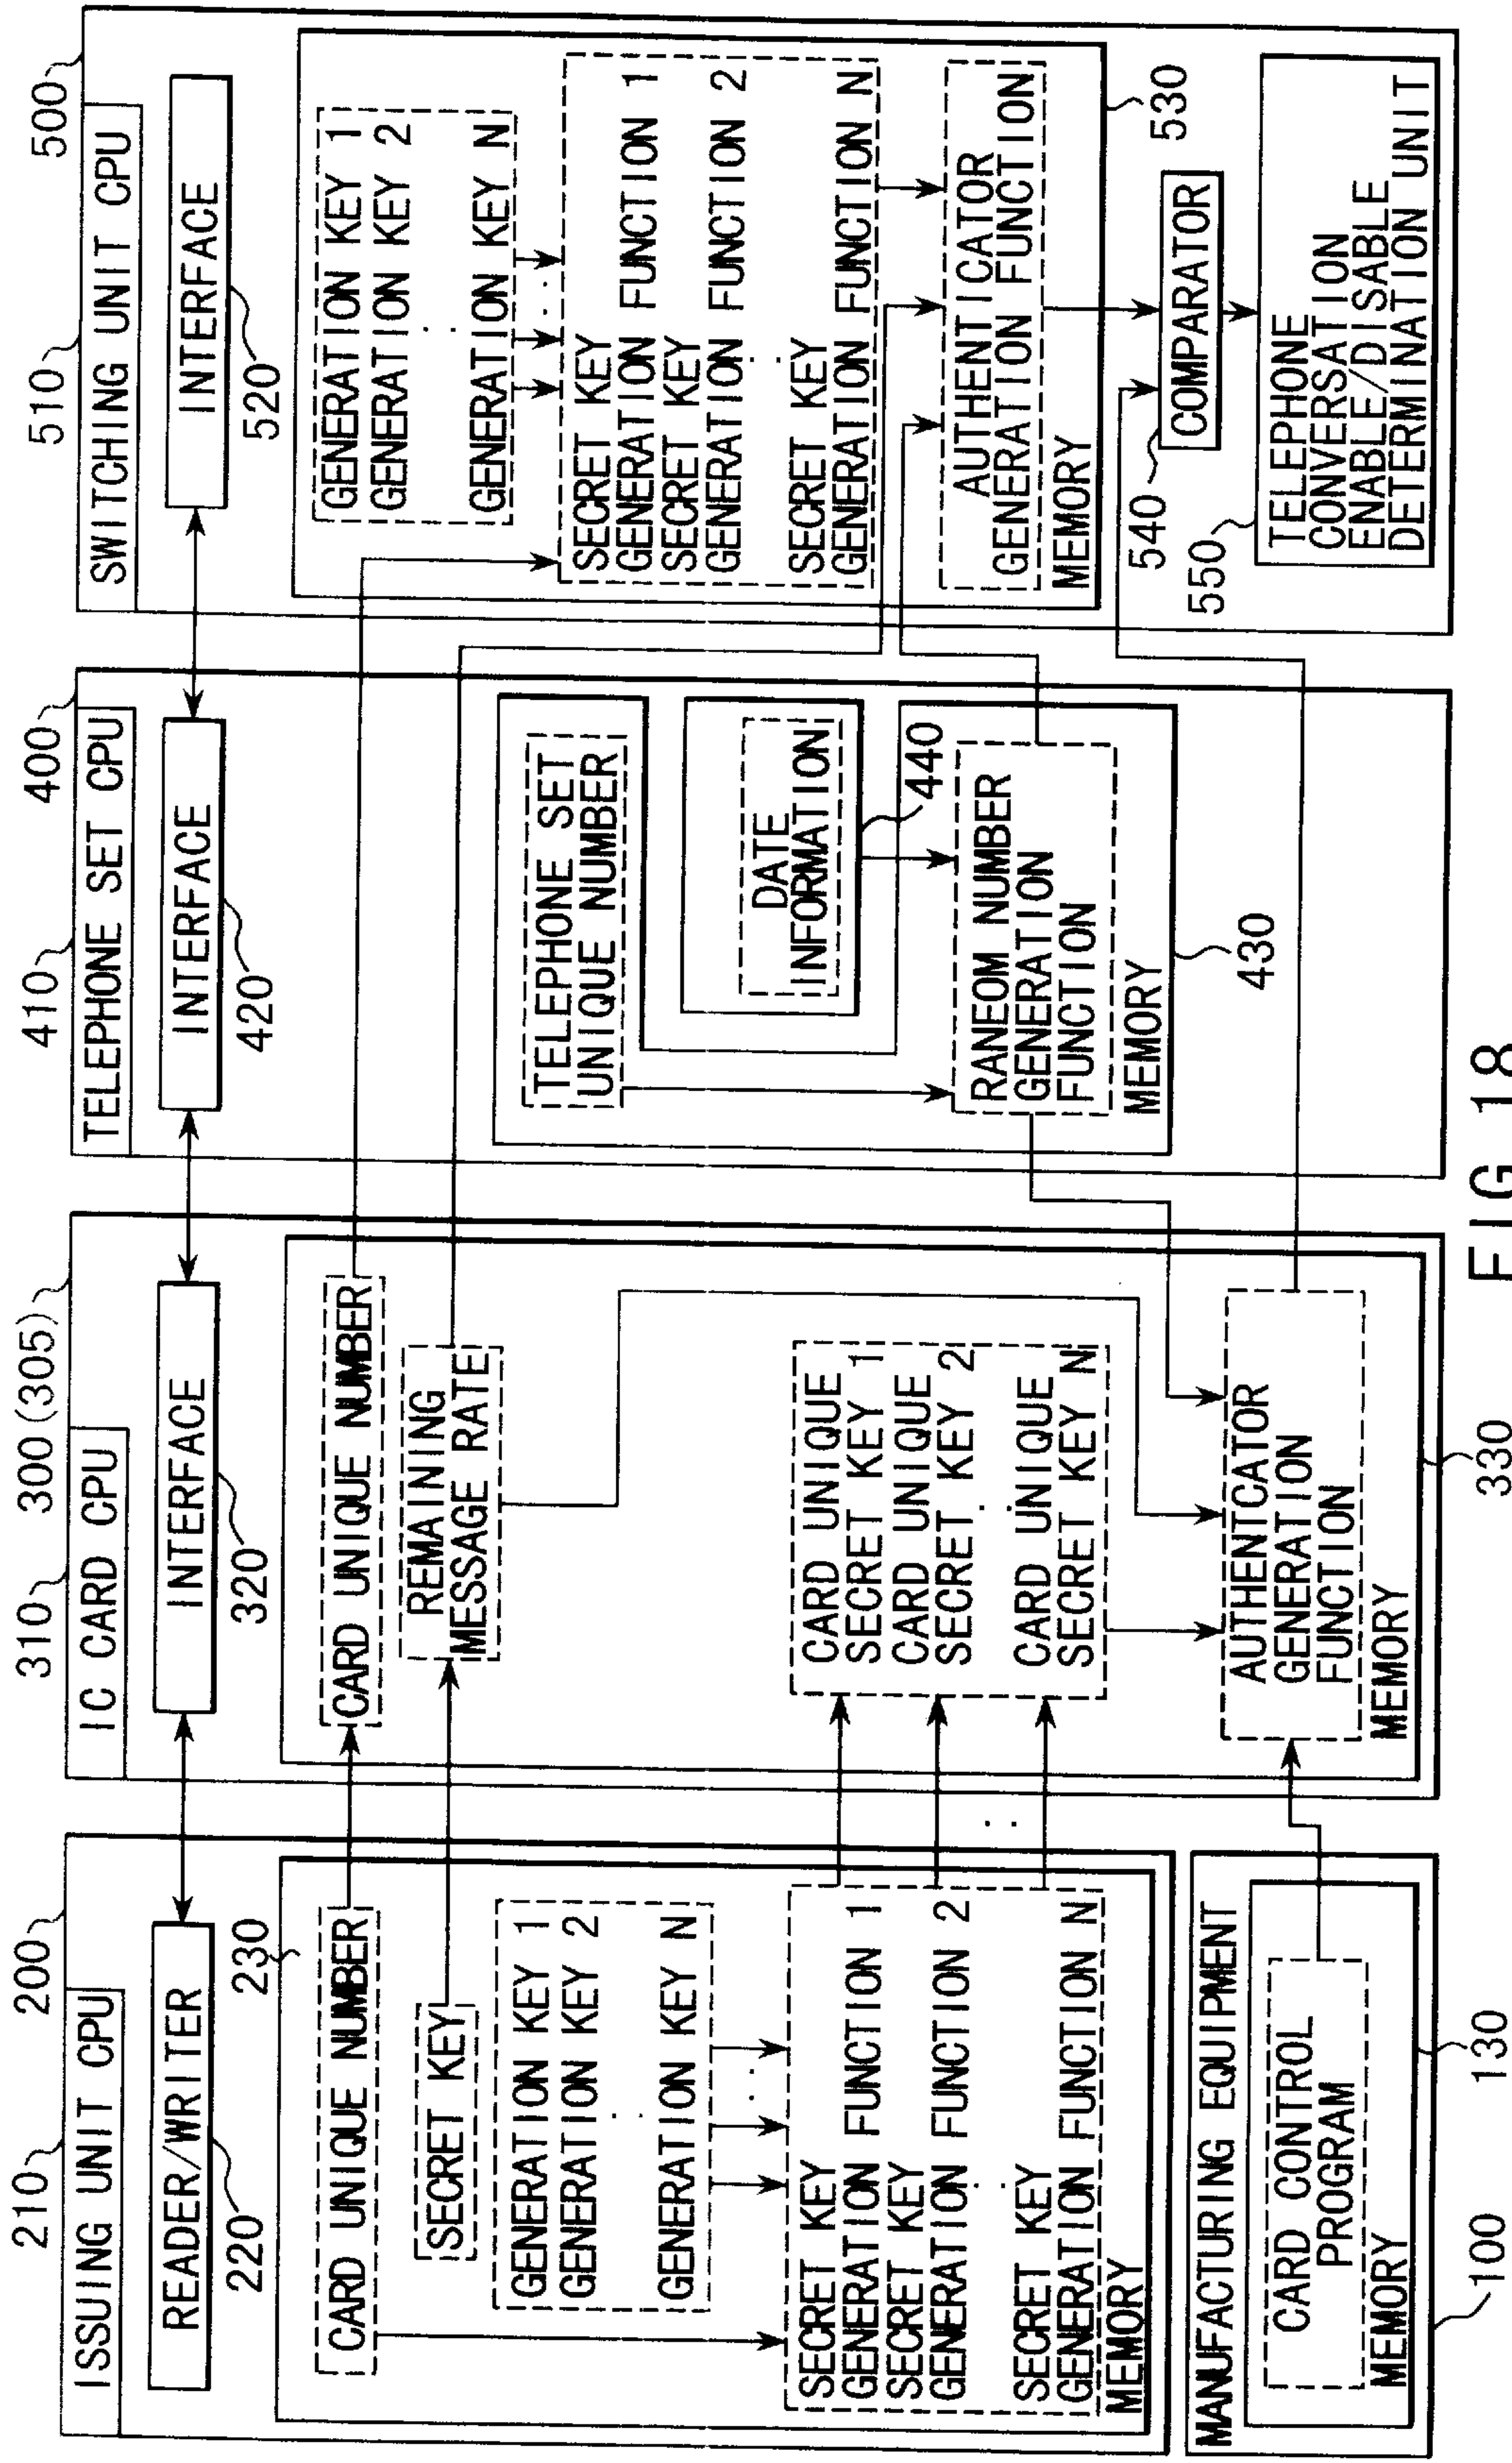 210
200
ISSUING UNIT CPU
READER/WRITER
220
230
CARD UNIQUE NUMBER
SECRET KEY
GENERATION KEY 1
GENERATION KEY 2
GENERATION KEY N
SECRET KEY
GENERATION FUNCTION 1
SECRET KEY
GENERATION FUNCTION 2
SECRET KEY
GENERATION FUNCTION N
MEMORY
MANUFACTURING EQUIPMENT
CARD CONTROL
PROGRAM
MEMORY
130
100
310
300 (305)
IC CARD CPU
INTERFACE
320
CARD UNIQUE NUMBER
REMAINING
MESSAGE RATE
CARD UNIQUE
SECRET KEY 1
CARD UNIQUE
SECRET KEY 2
CARD UNIQUE
SECRET KEY N
AUTHENTCATOR
GENERATION
FUNCTION
MEMORY
330
410
400
TELEPHONE SET CPU
INTERFACE
420
TELEPHONE SET
UNIQUE NUMBER
DATE
INFORMATION
440
RANEOM NUMBER
GENERATION
FUNCTION
MEMORY
430
510
500
SWITCHING UNIT CPU
INTERFACE
520
GENERATION KEY 1
GENERATION KEY 2
GENERATION KEY N
SECRET KEY
GENERATION FUNCTION 1
SECRET KEY
GENERATION FUNCTION 2
SECRET KEY
GENERATION FUNCTION N
AUTHENTICATOR
GENERATION FUNCTION
MEMORY
530
540
COMPARATOR
550
TELEPHONE
CONVERSATION
ENABLE/DISABLE
DETERMINATION UNIT
FIG. 18